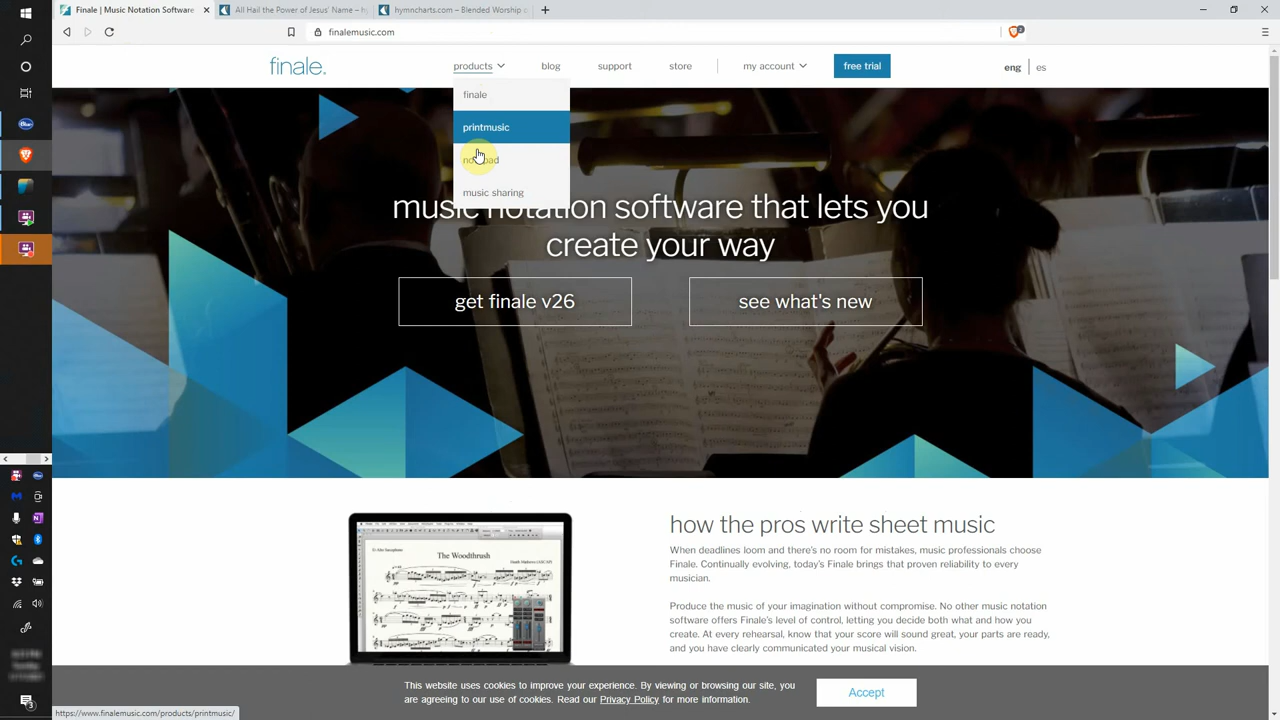 Finale | Music Notation Software
All Hail the Power of Jesus' Name – h
hymncharts.com – Blended Worship
finalemusic.com
finale.
products
blog
support
store
my account
free trial
eng
es
finale
printmusic
music sharing
music notation software that lets you
create your way
get finale v26
see what's new
how the pros write sheet music
When deadlines loom and there's no room for mistakes, music professionals choose
Finale. Continually evolving, today's Finale brings that proven reliability to every
musician.
Produce the music of your imagination without compromise. No other music notation
software offers Finale's level of control, letting you decide both what and how you
create. At every rehearsal, know that your score will sound great, your parts are ready,
and you have clearly communicated your musical vision.
The Woodthrush
This website uses cookies to improve your experience. By viewing or browsing our site, you
are agreeing to our use of cookies. Read our Privacy Policy for more information.
Accept
https://www.finalemusic.com/products/printmusic/